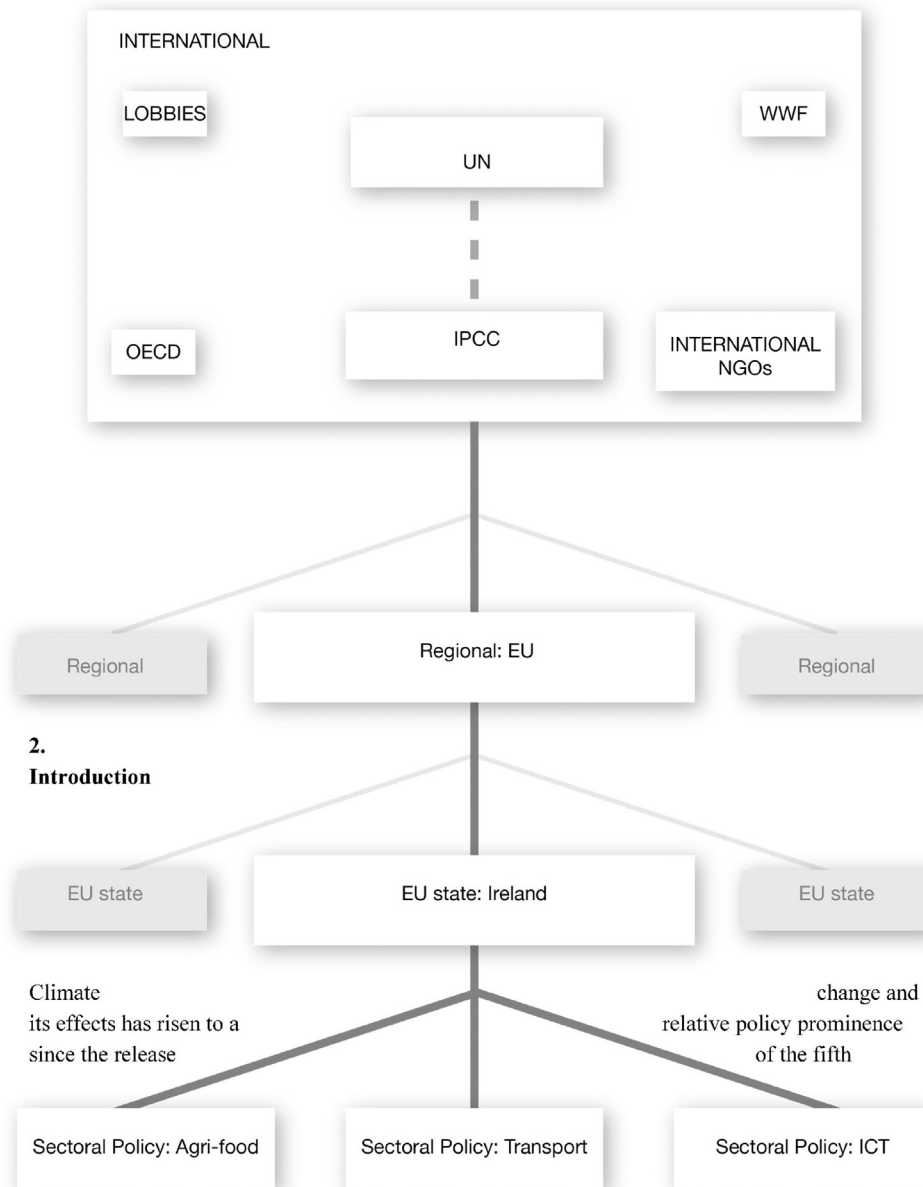 INTERNATIONAL
LOBBIES
WWF
UN
OECD
IPCC
INTERNATIONAL
NGOs
Regional
Regional: EU
Regional
2.
Introduction
EU state
EU state: Ireland
EU state
Climate change and
its effects has risen to a relative policy prominence
since the release of the fifth
Sectoral Policy: Agri-food
Sectoral Policy: Transport
Sectoral Policy: ICT